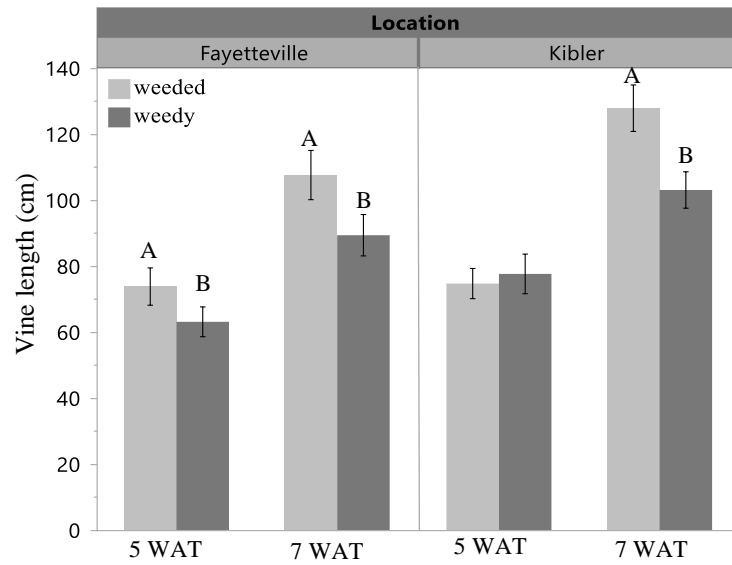 Location
Fayetteville Kibler
weeded
weedy
Vine length (cm)
140
120
100
80
60
40
20
0
A
B
A
B
A
B
5 WAT 7 WAT 5 WAT 7 WAT